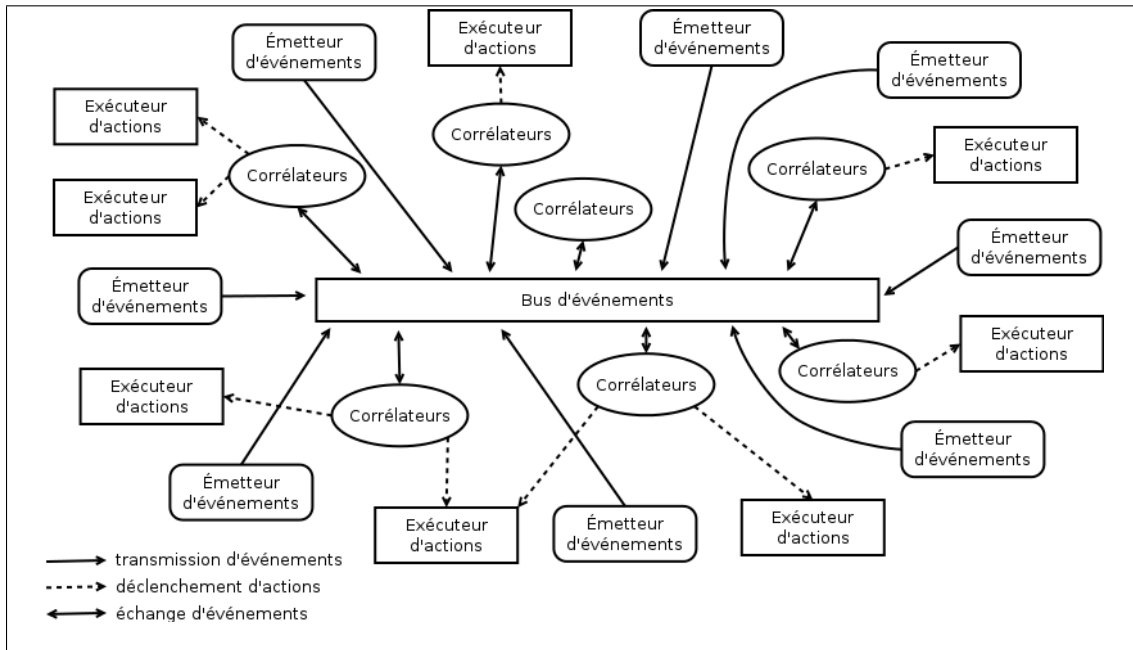 Émetteur
d'événements
Exécuteur
d'actions
Émetteur
d'événements
Émetteur
d'événements
Exécuteur
d'actions
Corrélateurs
Corrélateurs
Exécuteur
d'actions
Corrélateurs
Exécuteur
d'actions
Corrélateurs
Émetteur
d'événements
Émetteur
d'événements
Bus d'événements
Exécuteur
d'actions
Corrélateurs
Exécuteur
d'actions
Corrélateurs
Corrélateurs
Émetteur
d'événements
Émetteur
d'événements
Exécuteur
d'actions
Émetteur
d'événements
Exécuteur
d'actions
transmission d'événements
déclenchement d'actions
échange d'événements